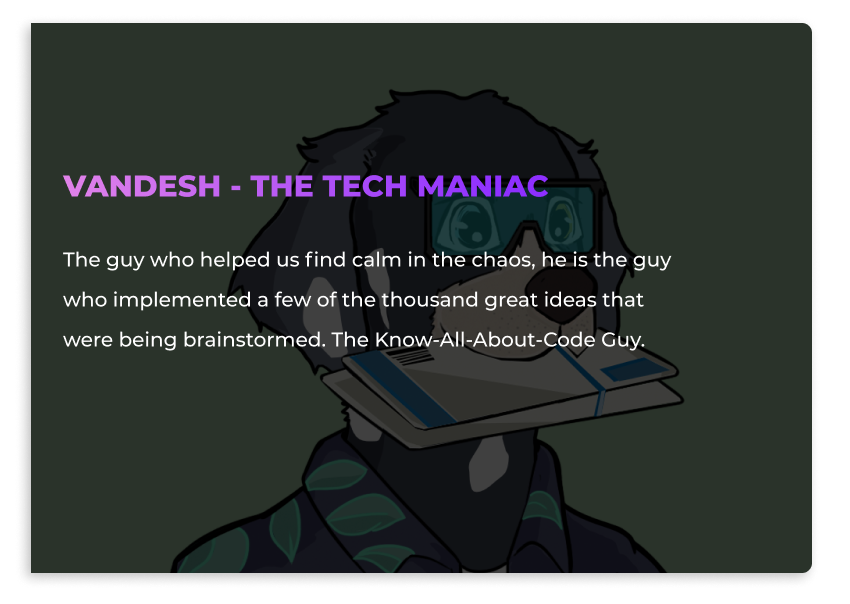 VANDESH - THE TECH MANIAC
The guy who helped us find calm in the chaos, he is the guy
who implemented a few of the thousand great ideas that
were being brainstormed. The Know-All-About-Code Guy.